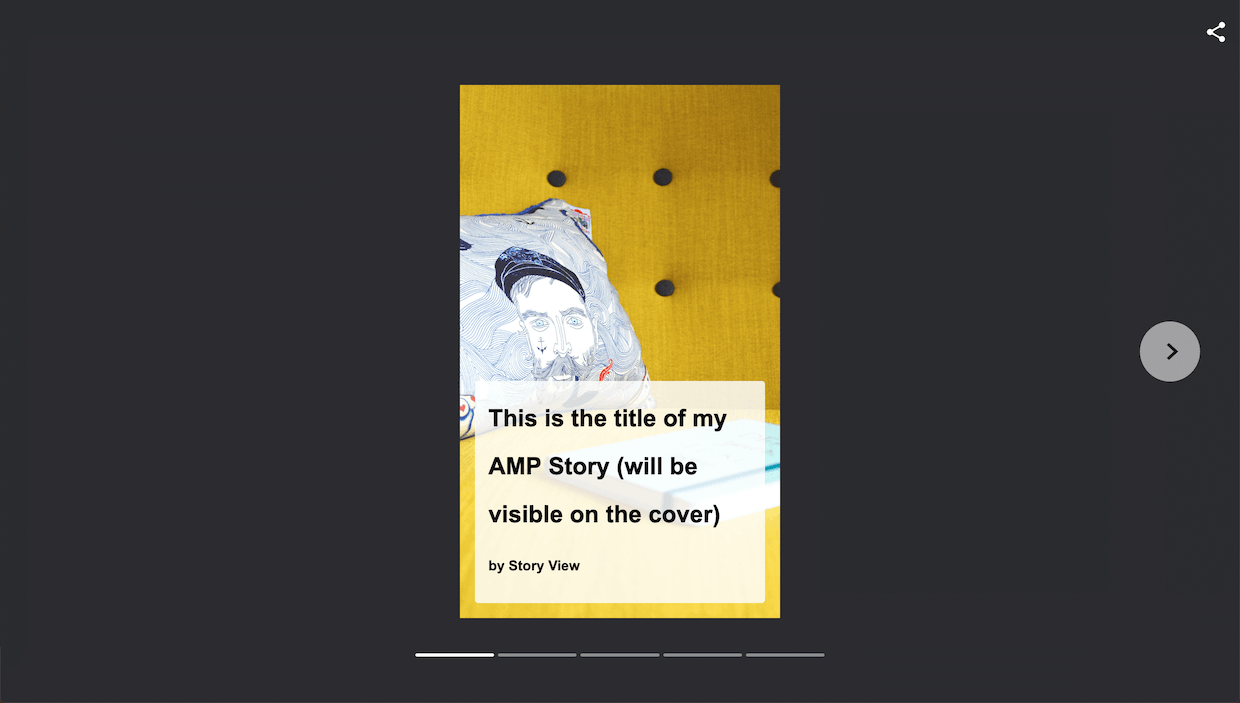 This is the title of my
AMP Story (will be
visible on the cover)
by Story View